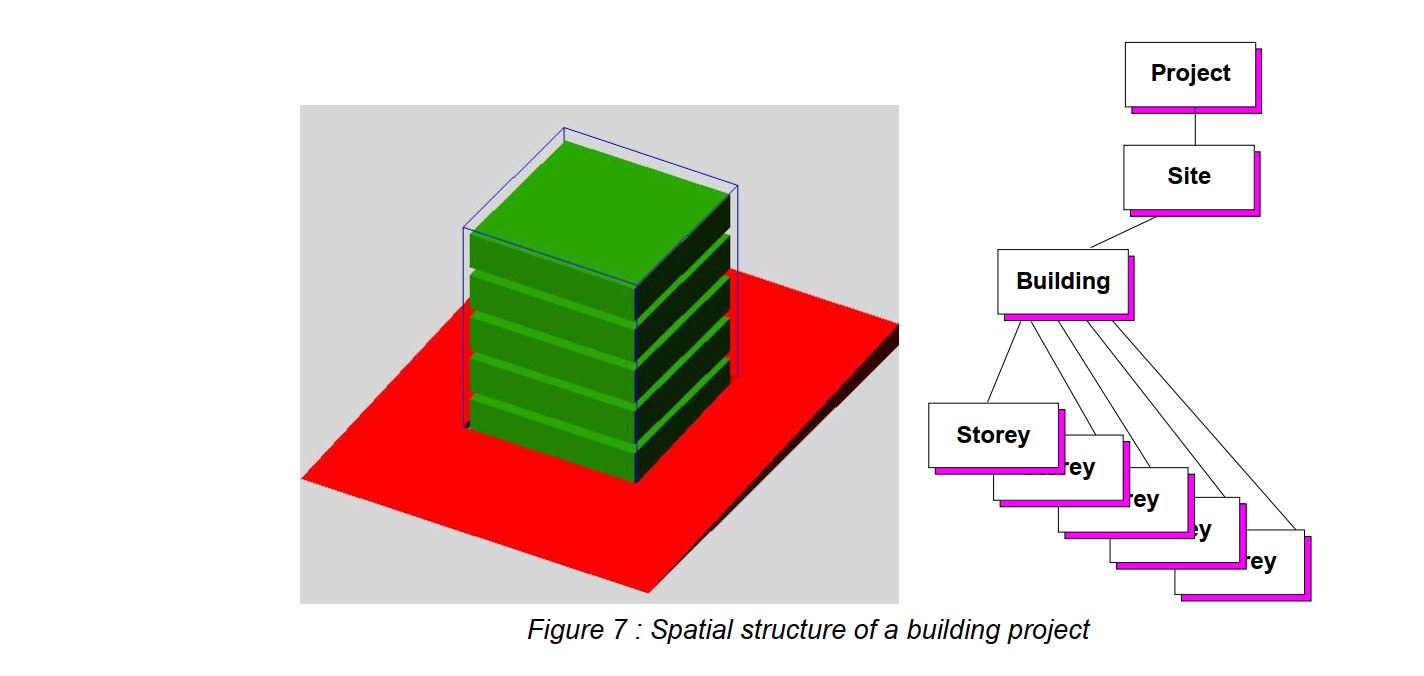 Project
Site
Building
Storey
rey
rey
ey
rey
Figure 7 : Spatial structure of a building project